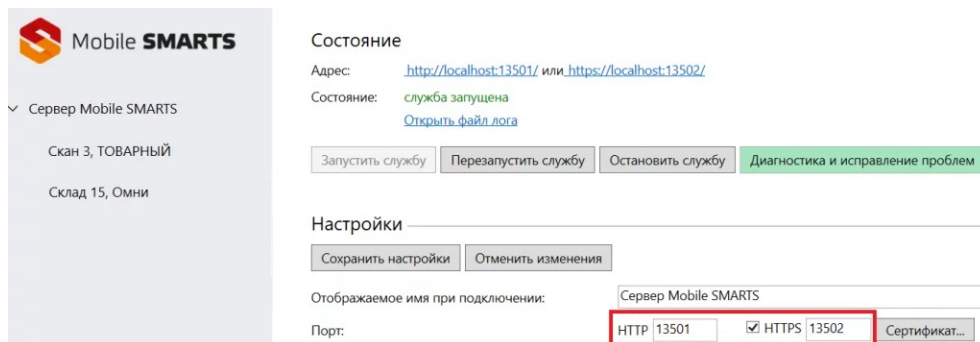 Mobile SMARTS
Сервер Mobile SMARTS
Скан 3, ТОВАРНЫЙ
Склад 15, Омни
Состояние
Адрес: http://localhost:13501/ или https://localhost:13502/
Состояние: служба запущена
Открыть файл лога
Запустить службу Перезапустить службу Остановить службу Диагностика и исправление проблем
Настройки
Сохранить настройки Отменить изменения
Отображаемое имя при подключении: Сервер Mobile SMARTS
Порт: HTTP 13501 HTTPS 13502 Сертификат...